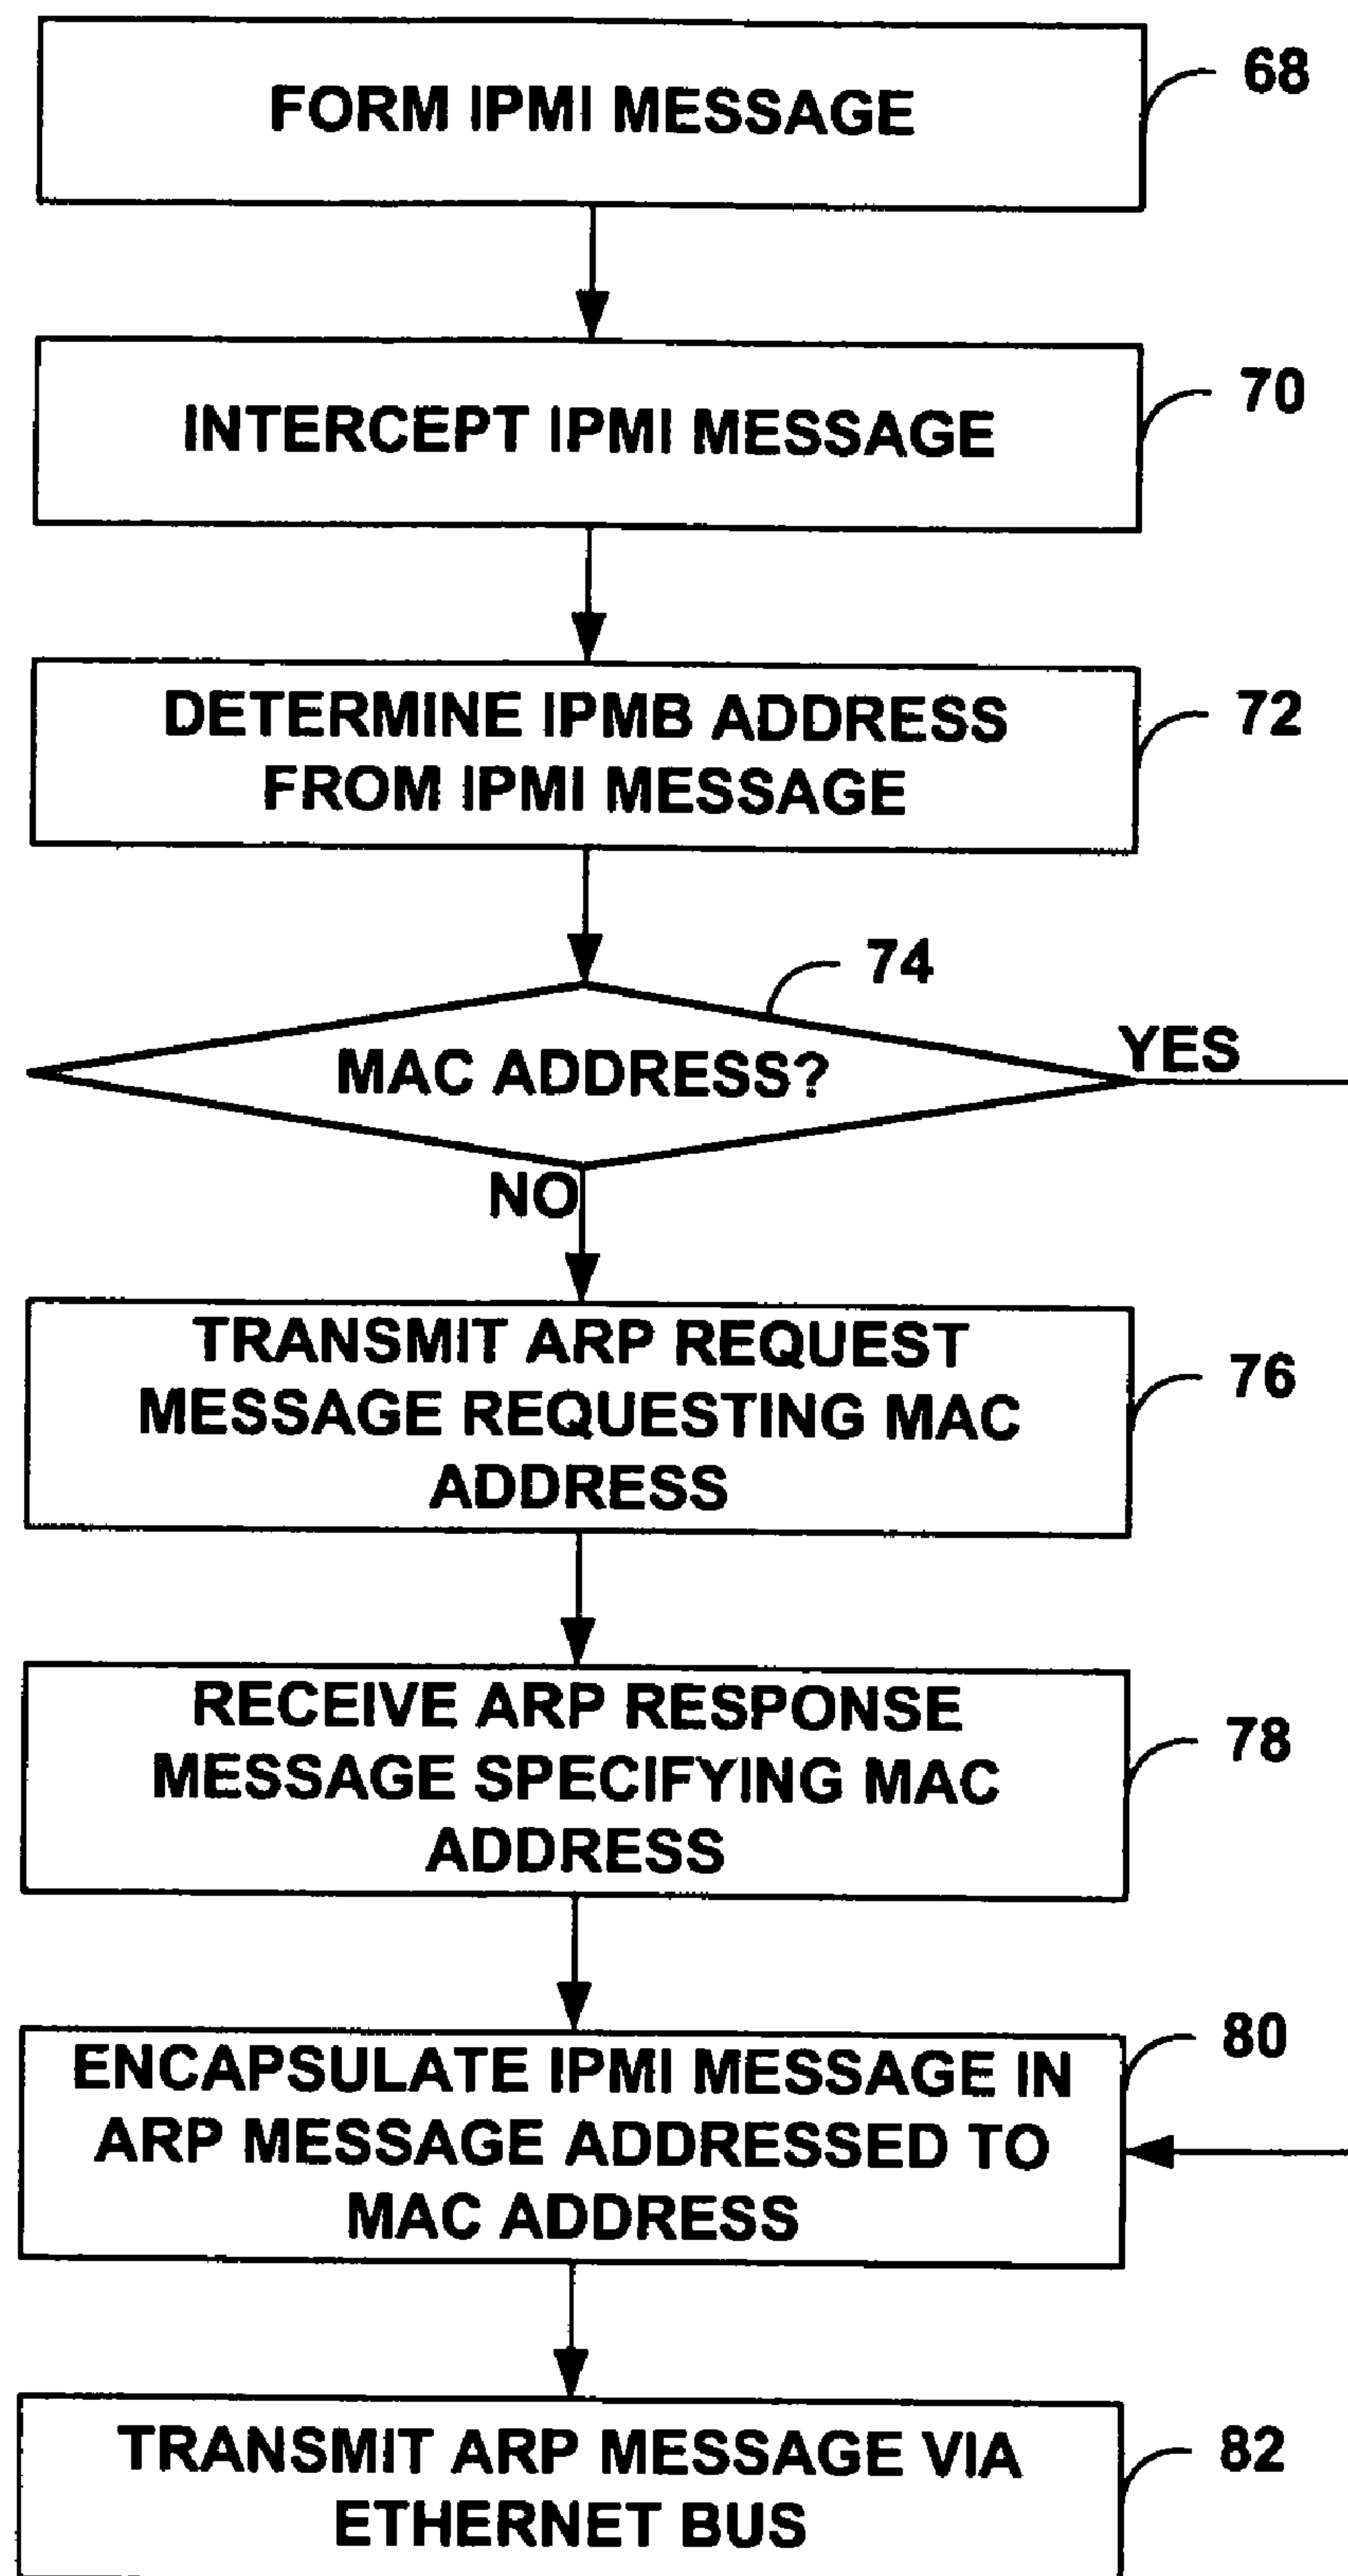 FORM IPMI MESSAGE
68
INTERCEPT IPMI MESSAGE
70
DETERMINE IPMB ADDRESS
FROM IPMI MESSAGE
72
74
MAC ADDRESS?
YES
NO
TRANSMIT ARP REQUEST
MESSAGE REQUESTING MAC
ADDRESS
76
RECEIVE ARP RESPONSE
MESSAGE SPECIFYING MAC
ADDRESS
78
ENCAPSULATE IPMI MESSAGE IN
ARP MESSAGE ADDRESSED TO
MAC ADDRESS
80
TRANSMIT ARP MESSAGE VIA
ETHERNET BUS
82